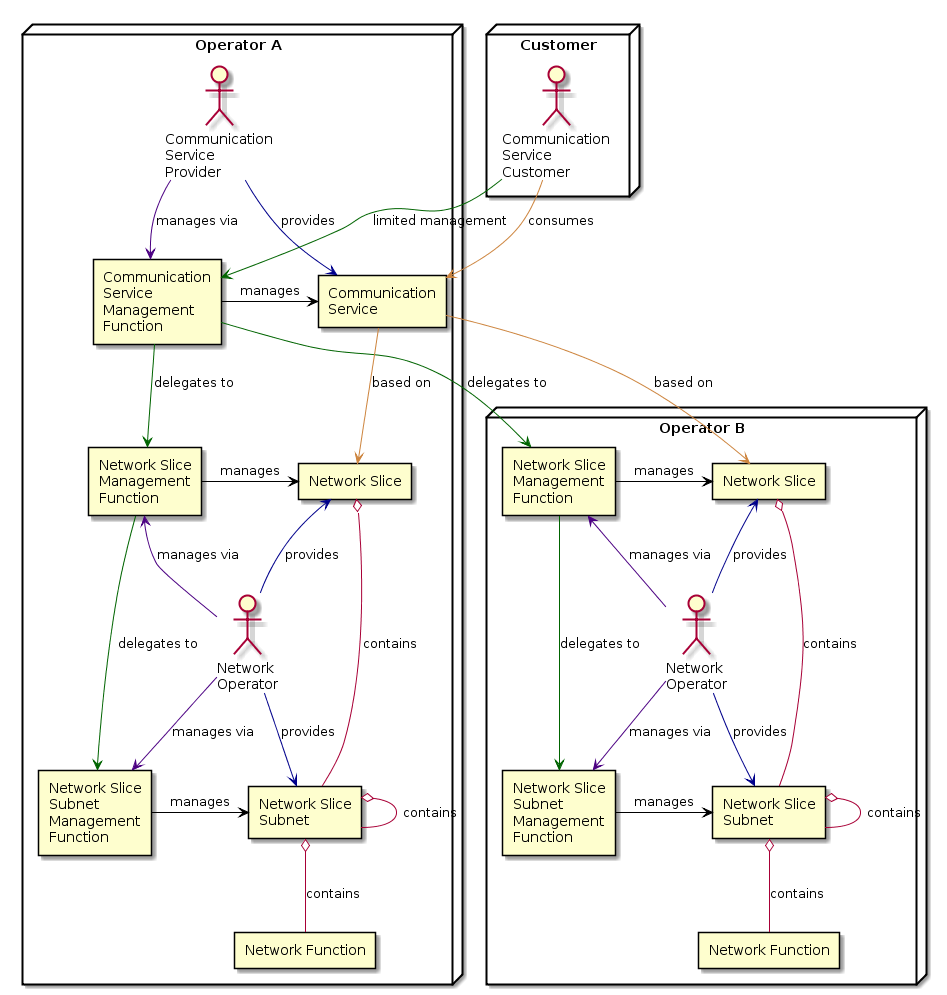 Operator A
Customer
Communication
Service
Provider
Communication
Service
Customer
manages via
provides
limited management
consumes
Communication
Service
Management
Function
manages
Communication
Service
delegates to
based on
delegates to
based on
Operator B
Network Slice
Management
Function
manages
Network Slice
Network Slice
Management
Function
manages
Network Slice
manages via
provides
manages via
provides
delegates to
Network
Operator
contains
delegates to
Network
Operator
contains
manages via
provides
manages via
provides
Network Slice
Subnet
Management
Function
manages
Network Slice
Subnet
contains
Network Slice
Subnet
Management
Function
manages
Network Slice
Subnet
contains
contains
contains
Network Function
Network Function